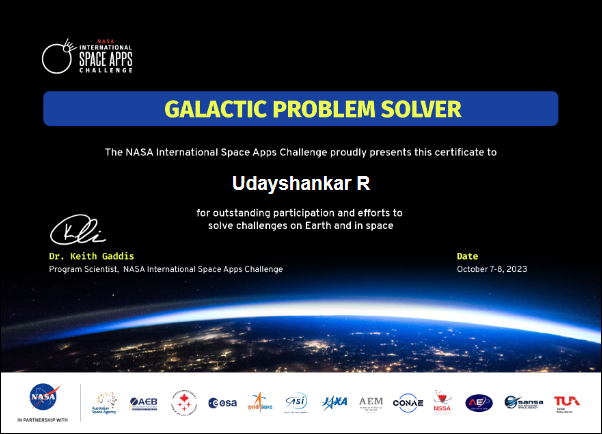 NASA
INTERNATIONAL
SPACE APPS
CHALLENGE
GALACTIC PROBLEM SOLVER
The NASA International Space Apps Challenge proudly presents this certificate to
Udayshankar R
for outstanding participation and efforts to
solve challenges on Earth and in space
Dr. Keith Gaddis
Program Scientist, NASA International Space Apps Challenge
Date
October 7-8, 2023
NASA
IN PARTNERSHIP WITH
Australian
Space Agency
AEB
esa
asi
JAXA
AEM
CONAE
NSSA
sansa
TUA